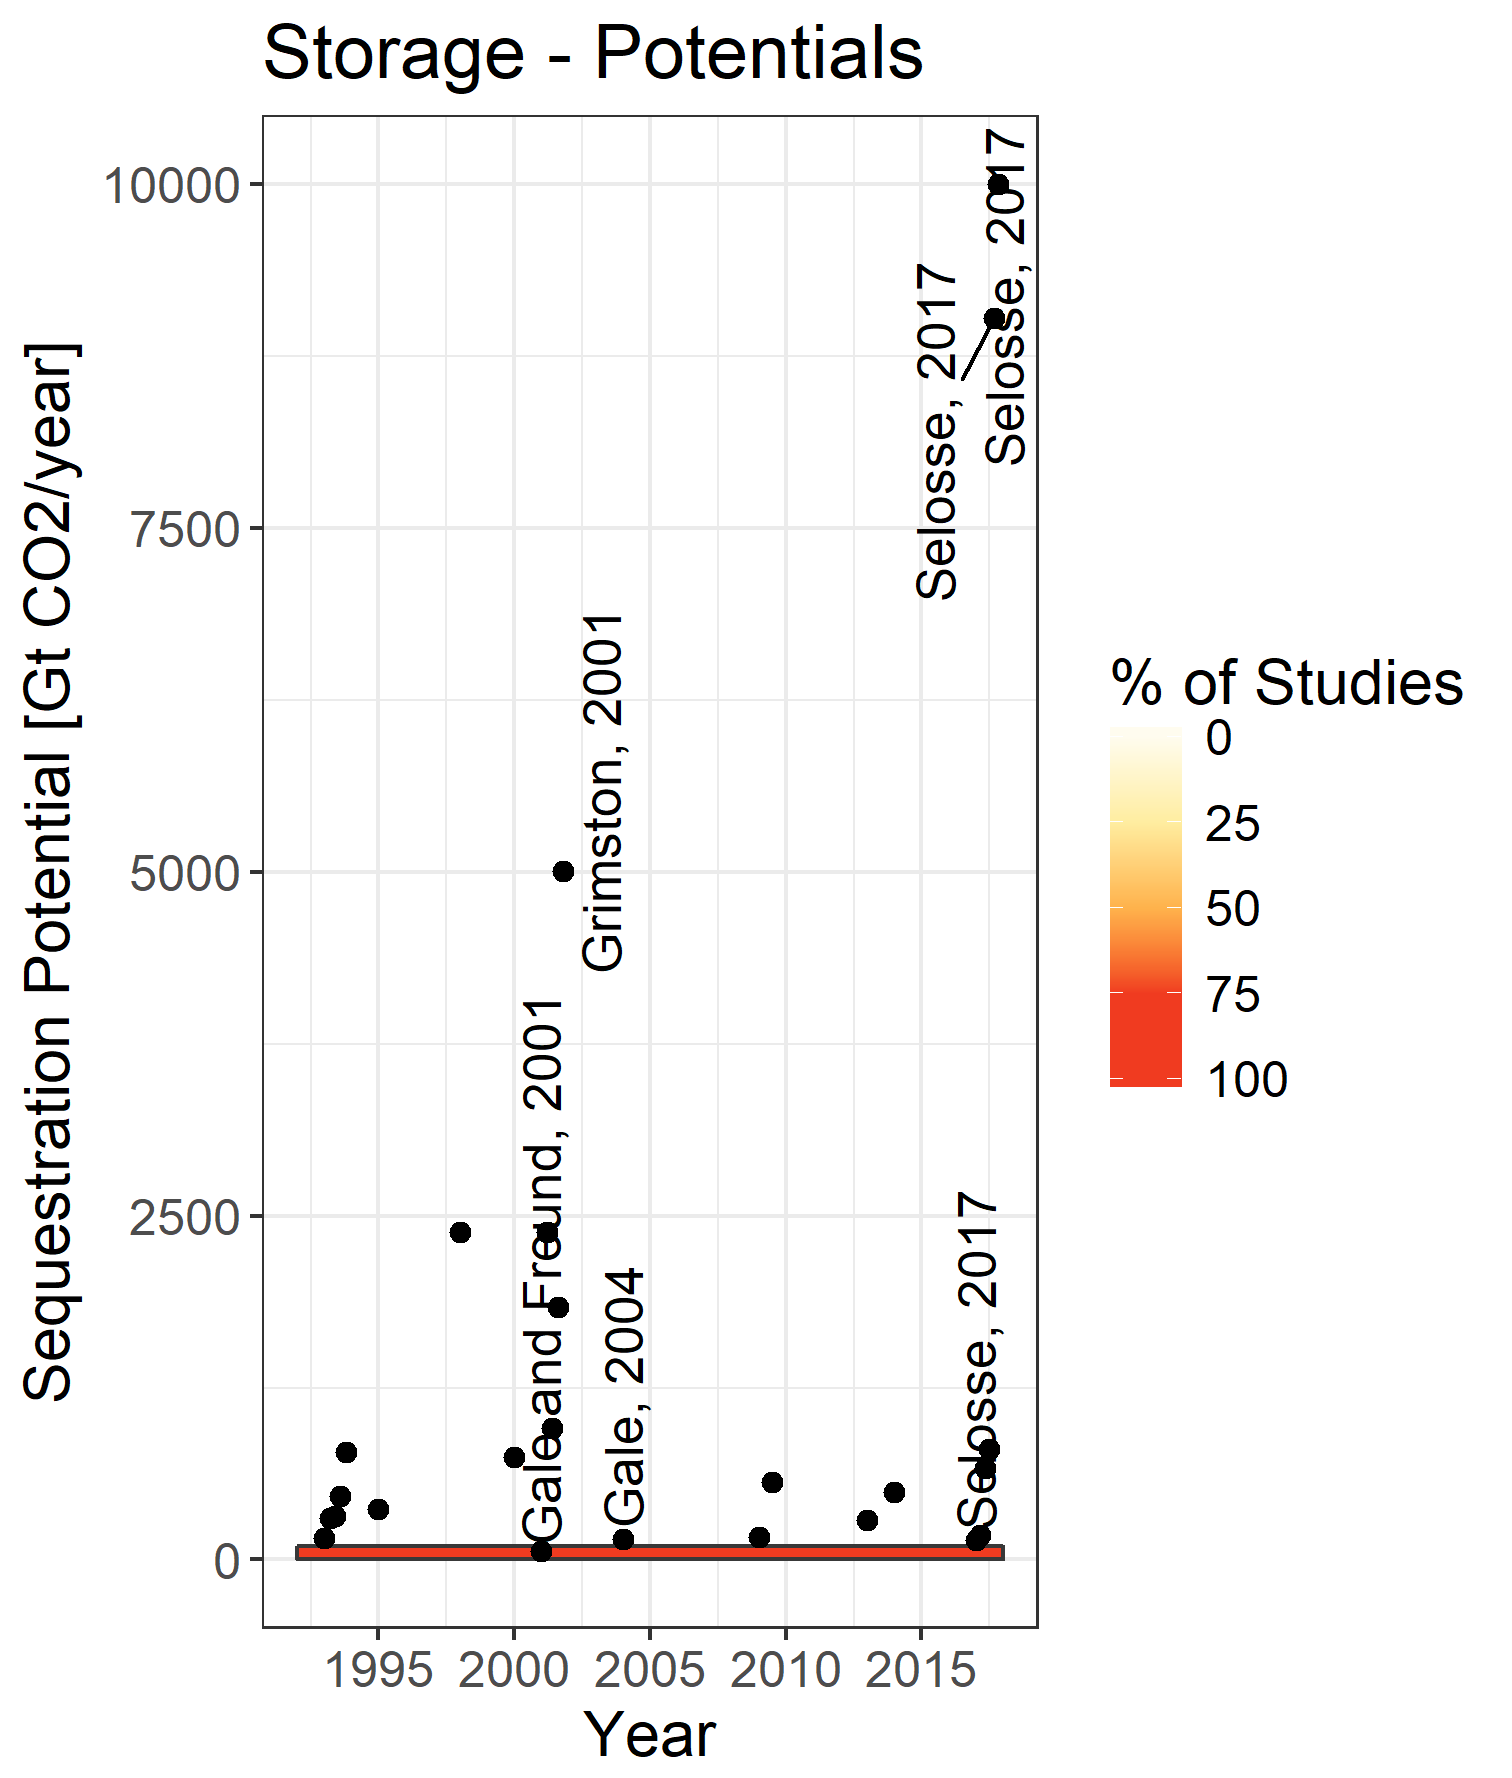 Storage - Potentials
Sequestration Potential [Gt CO2/year]
10000
7500
5000
2500
0
Selosse, 2017
Selosse, 2017
Grimston, 2001
Gale and Freund, 2001
Gale, 2004
Selosse, 2017
1995
2000
2005
2010
2015
Year
% of Studies
0
25
50
75
100